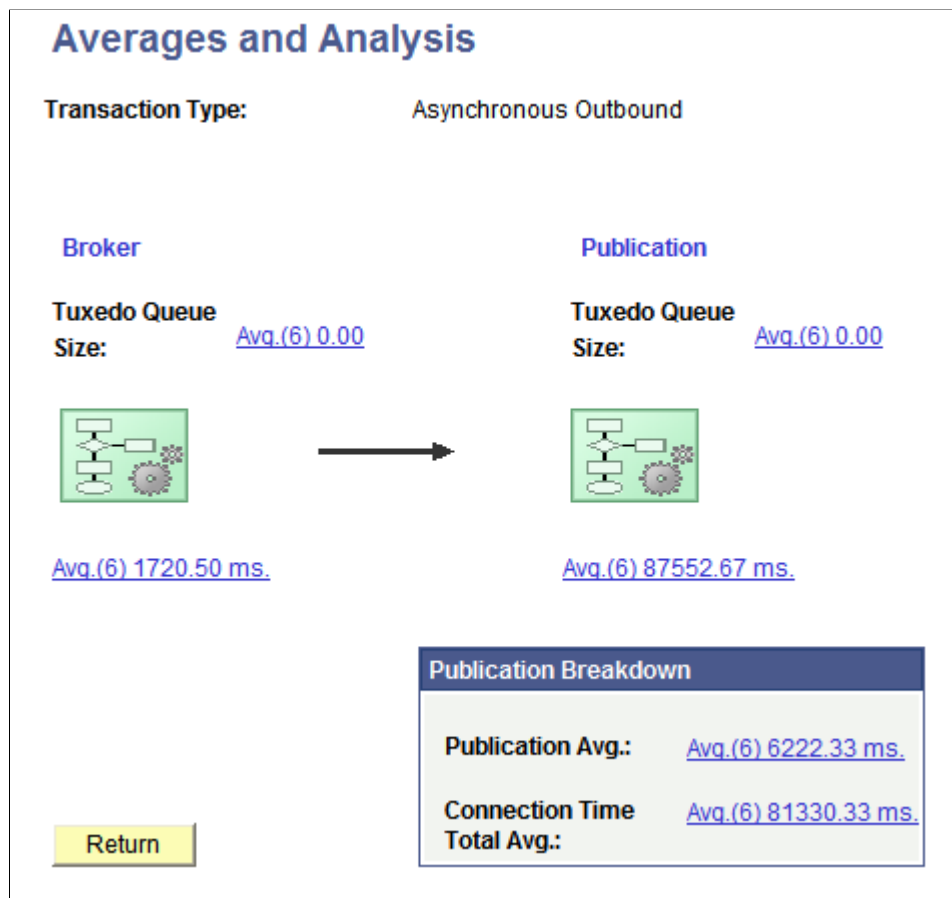 Averages and Analysis
Transaction Type: Asynchronous Outbound
Broker Publication
Tuxedo Queue Size: Avg.(6) 0.00
Tuxedo Queue Size: Avg.(6) 0.00
Avg.(6) 1720.50 ms. Avg.(6) 87552.67 ms.
Publication Breakdown
Publication Avg.: Avg.(6) 6222.33 ms.
Connection Time Avg.(6) 81330.33 ms.
Total Avg.:
Return